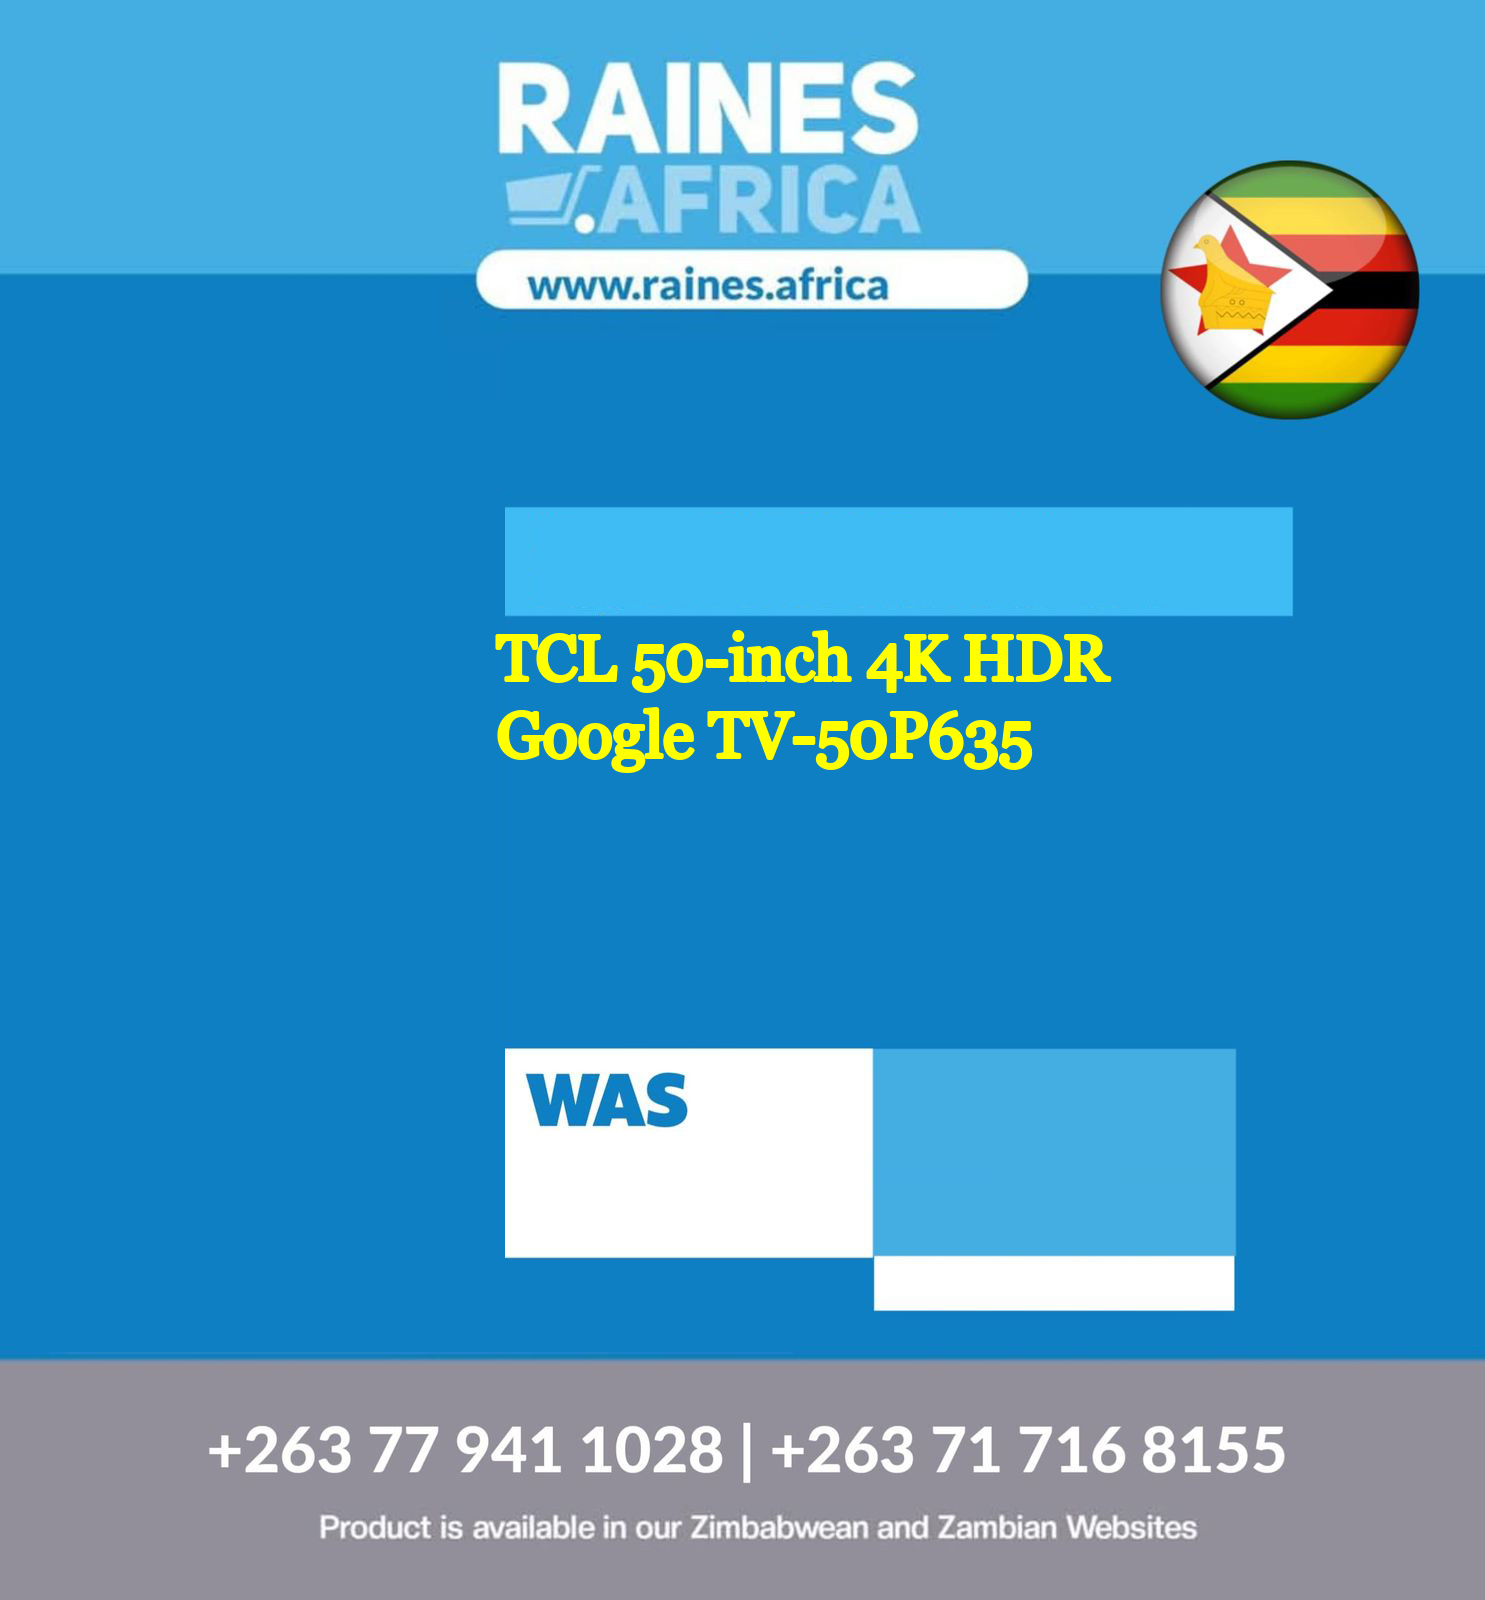 RAINES
.AFRICA
www.raines.africa
TCL 50-inch 4K HDR
Google TV-50P635
WAS
+263 77 941 1028 | +263 71 716 8155
Product is available in our Zimbabwean and Zambian Websites